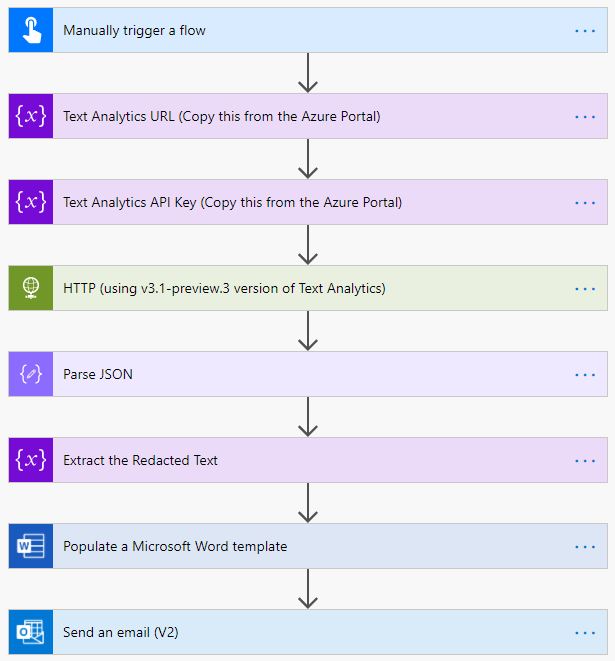 Manually trigger a flow
{x} Text Analytics URL (Copy this from the Azure Portal)
{x} Text Analytics API Key (Copy this from the Azure Portal)
HTTP (using v3.1-preview.3 version of Text Analytics)
Parse JSON
{x} Extract the Redacted Text
W Populate a Microsoft Word template
O Send an email (V2)